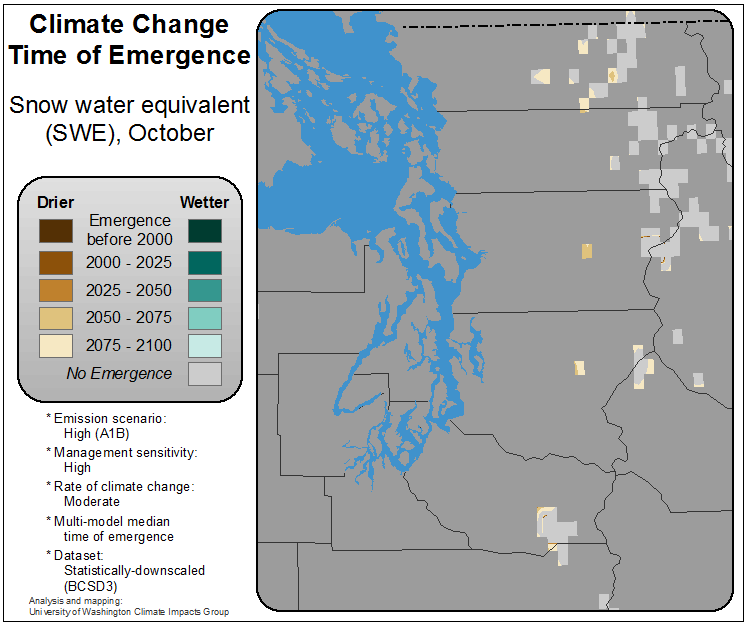 Climate Change
Time of Emergence
Snow water equivalent
(SWE), October
Drier
Wetter
Emergence
before 2000
2000 - 2025
2025 - 2050
2050 - 2075
2075 - 2100
No Emergence
* Emission scenario:
High (A1B)
* Management sensitivity:
High
* Rate of climate change:
Moderate
* Multi-model median
time of emergence
* Dataset:
Statistically-downscaled
(BCSD3)
Analysis and mapping:
University of Washington Climate Impacts Group